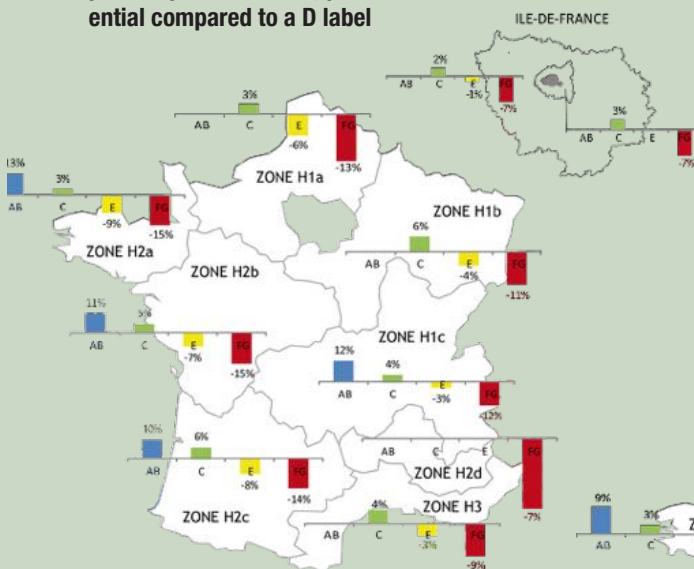 ential compared to a D label
ILE-DE-FRANCE
2%
AB C E FG
-1%
-7%
3%
AB C E FG
-7%
3%
AB C E FG
-6%
-13%
ZONE H1a
13%
3%
AB C E FG
-9%
-15%
ZONE H2a
ZONE H1b
6%
AB C E FG
-4%
-11%
ZONE H2b
11%
5%
AB C E FG
-7%
-15%
ZONE H1c
12%
4%
AB C E FG
-3%
-12%
10%
6%
AB C E FG
-8%
-14%
ZONE H2c
AB C E FG
-7%
ZONE H2d
ZONE H3
4%
AB C E FG
-3%
-9%
9%
3%
AB C